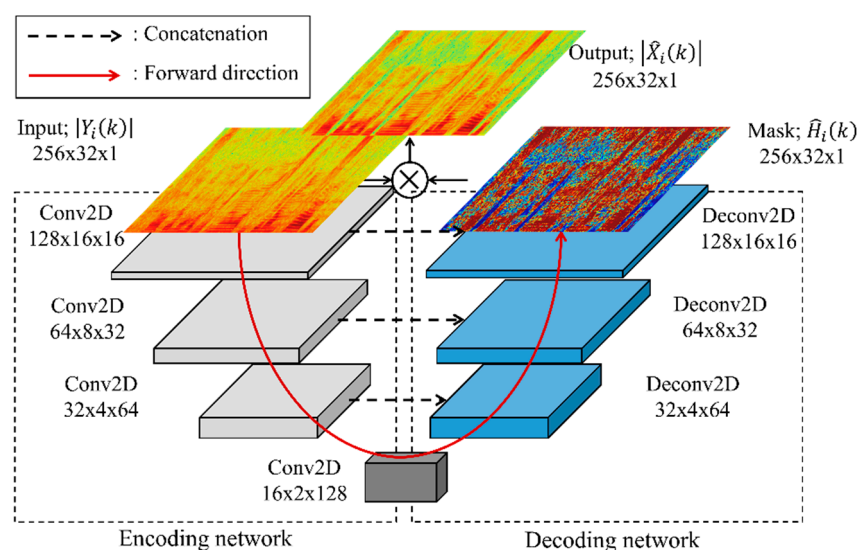 : Concatenation
: Forward direction
Output; |X̂ᵢ(k)|
256x32x1
Input; |Yᵢ(k)|
256x32x1
Mask; Ĥᵢ(k)
256x32x1
Conv2D
128x16x16
Deconv2D
128x16x16
Conv2D
64x8x32
Deconv2D
64x8x32
Conv2D
32x4x64
Deconv2D
32x4x64
Conv2D
16x2x128
Encoding network
Decoding network